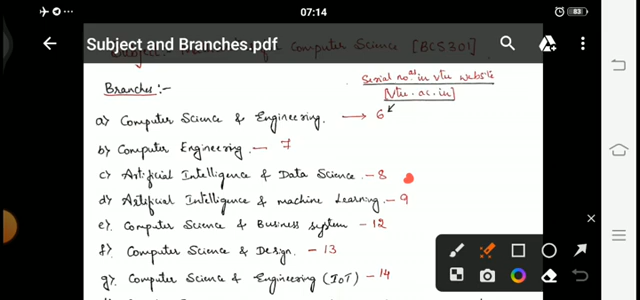 07:14
83
Subject and Branches.pdf
Computer Science [BCS301]
Branches :-
Serial no. in vtu website
[vtu.ac.in]
a) Computer Science & Engineering. → 6
b) Computer Engineering. - 7
c) Artificial Intelligence & Data Science - 8
d) Artificial Intelligence & machine Learning. - 9
e) Computer Science & Business system - 12
f) Computer Science & Design. - 13
g) Computer Science & Engineering (IoT) - 14